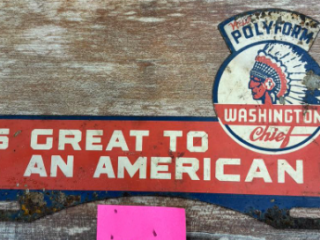 POLYFORM
WASHINGTON
Chief
S GREAT TO
AN AMERICAN